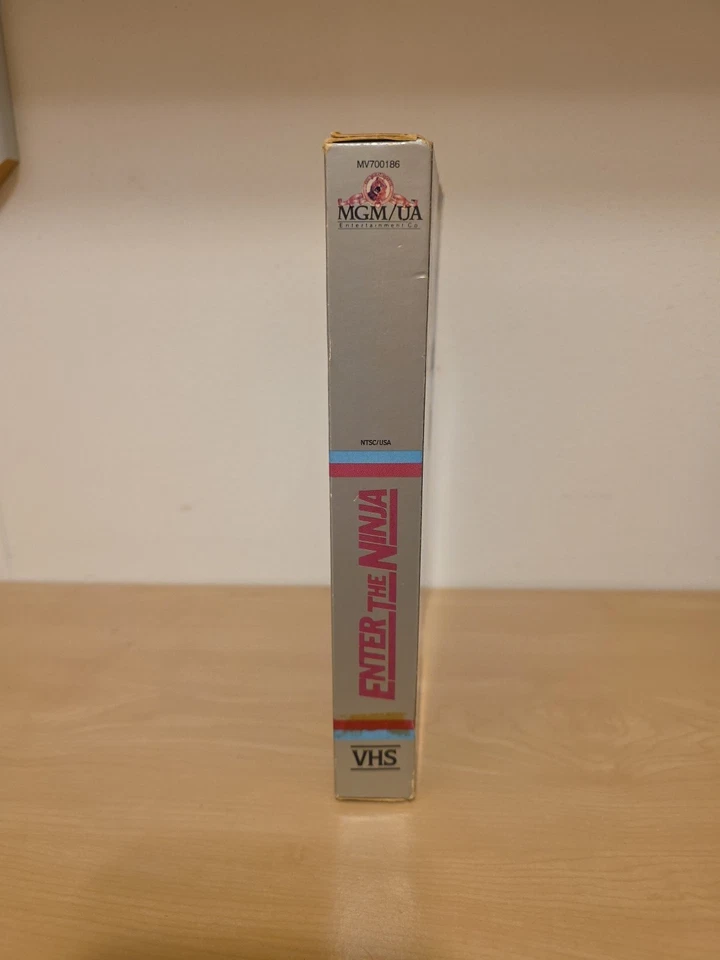 MV700186
MGM/UA
Entertainment Co.
NTSC/USA
ENTER THE NINJA
VHS